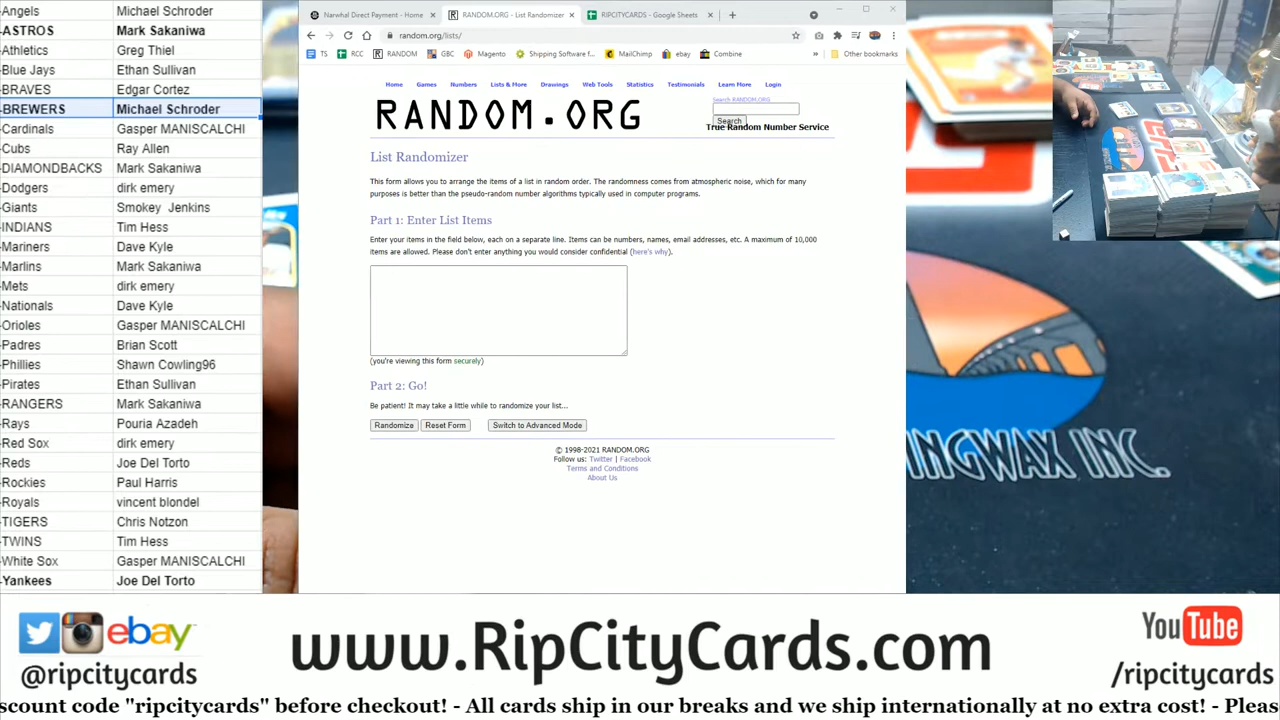 Angels Michael Schroder
-ASTROS Mark Sakaniwa
-Athletics Greg Thiel
-Blue Jays Ethan Sullivan
-BRAVES Edgar Cortez
Michael Schroder
-Cardinals Gasper MANISCALCHI
-Cubs Ray Allen
-DIAMONDBACKS Mark Sakaniwa
-Dodgers dirk emery
-Giants Smokey Jenkins
-INDIANS Tim Hess
-Mariners Dave Kyle
-Marlins Mark Sakaniwa
-Mets dirk emery
-Nationals Dave Kyle
-Orioles Gasper MANISCALCHI
-Padres Brian Scott
-Phillies Shawn Cowling96
-Pirates Ethan Sullivan
-RANGERS Mark Sakaniwa
-Rays Pouria Azadeh
-Red Sox dirk emery
-Reds Joe Del Torto
-Rockies Paul Harris
-Royals vincent blondel
-TIGERS Chris Notzon
-TWINS Tim Hess
-White Sox Gasper MANISCALCHI
-Yankees Joe Del Torto
Narwhal Direct Payment - Home
RANDOM.ORG - List Randomizer
RIPCITYCARDS - Google Sheets
random.org/lists/
TS RCC RANDOM GBC Magento Shipping Software f... MailChimp ebay Combine » Other bookmarks
Home Games Numbers Lists & More Drawings Web Tools Statistics Testimonials Learn More Login
RANDOM.ORG
Search RANDOM.ORG
Search
True Random Number Service
List Randomizer
This form allows you to arrange the items of a list in random order. The randomness comes from atmospheric noise, which for many
purposes is better than the pseudo-random number algorithms typically used in computer programs.
Part 1: Enter List Items
Enter your items in the field below, each on a separate line. Items can be numbers, names, email addresses, etc. A maximum of 10,000
items are allowed. Please don't enter anything you would consider confidential (here's why).
(you're viewing this form securely)
Part 2: Go!
Be patient! It may take a little while to randomize your list...
Randomize Reset Form Switch to Advanced Mode
© 1998-2021 RANDOM.ORG
Follow us: Twitter | Facebook
Terms and Conditions
About Us
INGWAX INC.
ebay
@ripcitycards
www.RipCityCards.com
YouTube
/ripcitycards
scount code "ripcitycards" before checkout! - All cards ship in our breaks and we ship internationally at no extra cost! - Pleas